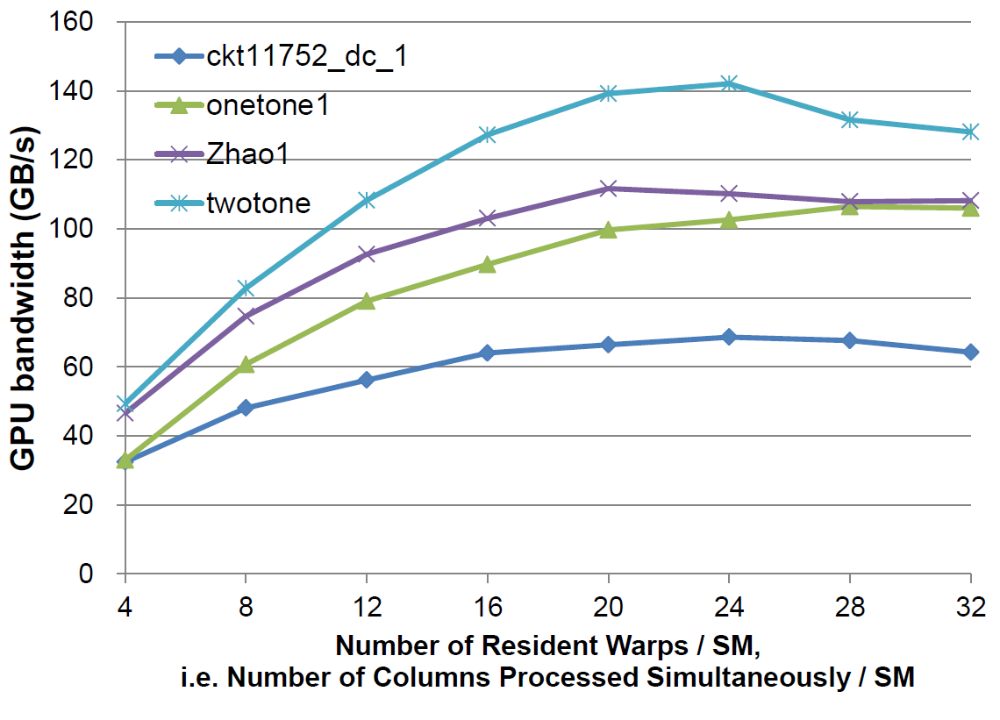 160
140
120
100
80
60
40
20
0
GPU bandwidth (GB/s)
ckt11752_dc_1
onetone1
Zhao1
twotone
4 8 12 16 20 24 28 32
Number of Resident Warps / SM,
i.e. Number of Columns Processed Simultaneously / SM